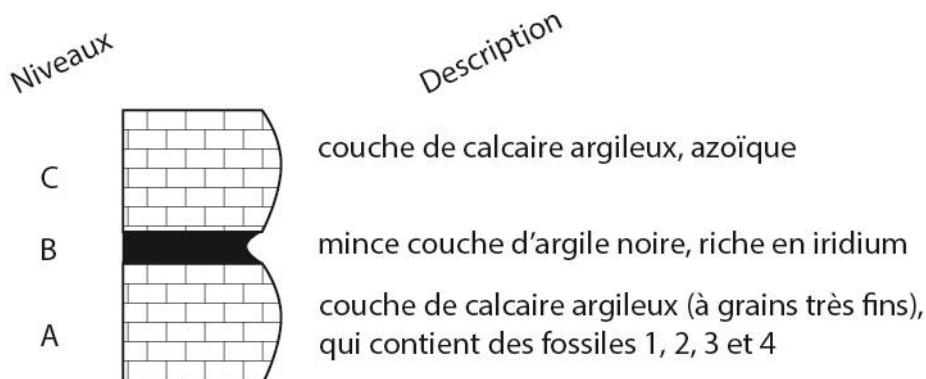 Niveaux Description
C couche de calcaire argileux, azoïque
B mince couche d'argile noire, riche en iridium
A couche de calcaire argileux (à grains très fins),
qui contient des fossiles 1, 2, 3 et 4